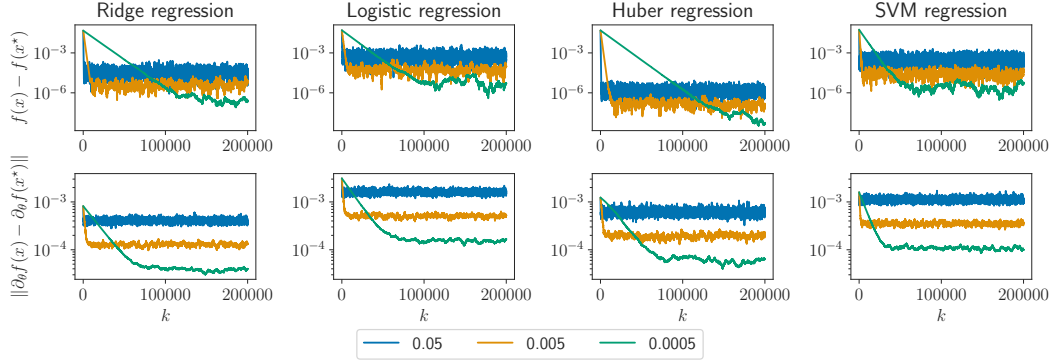 Ridge regression
Logistic regression
Huber regression
SVM regression
f(x) − f(x⋆)
10⁻³
10⁻⁶
0 100000 200000
10⁻³
10⁻⁶
0 100000 200000
10⁻³
10⁻⁶
0 100000 200000
10⁻³
10⁻⁶
0 100000 200000
‖∂θf(x) − ∂θf(x⋆)‖
10⁻³
10⁻⁴
0 100000 200000
k
10⁻³
10⁻⁴
0 100000 200000
k
10⁻³
10⁻⁴
0 100000 200000
k
10⁻³
10⁻⁴
0 100000 200000
k
0.05 0.005 0.0005